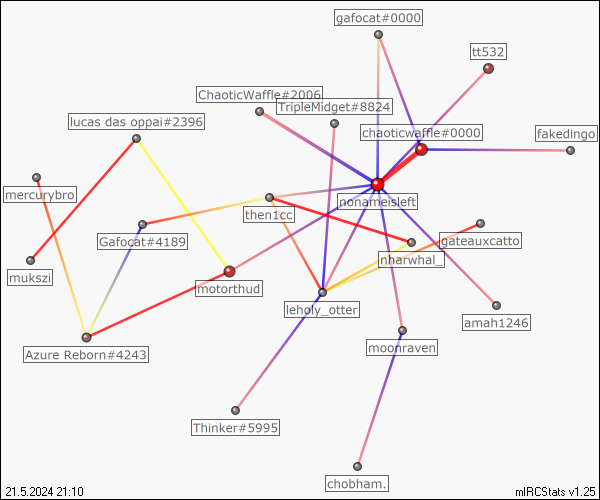 gafocat#0000
tt532
ChaoticWaffle#2006
TripleMidget#8824
lucas das oppai#2396
chaoticwaffle#0000
fakedingo
mercurybro
nonameisleft
then1cc
Gafocat#4189
gateauxcatto
nharwhal_
mukszi
motorthud
leholy_otter
amah1246
moonraven
Azure Reborn#4243
Thinker#5995
chobham.
21.5.2024 21:10
mIRCStats v1.25